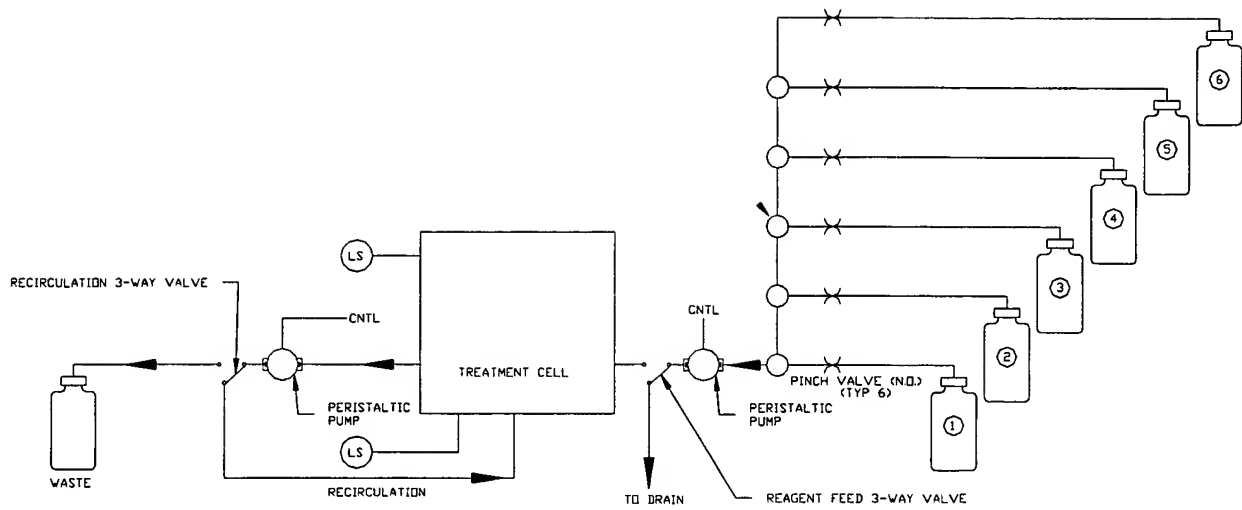 6
5
4
3
2
1
LS
RECIRCULATION 3-WAY VALVE
CNTL
CNTL
TREATMENT CELL
PINCH VALVE (N.O.)
(TYP 6)
PERISTALTIC
PUMP
PERISTALTIC
PUMP
LS
WASTE
RECIRCULATION
TO DRAIN
REAGENT FEED 3-WAY VALVE